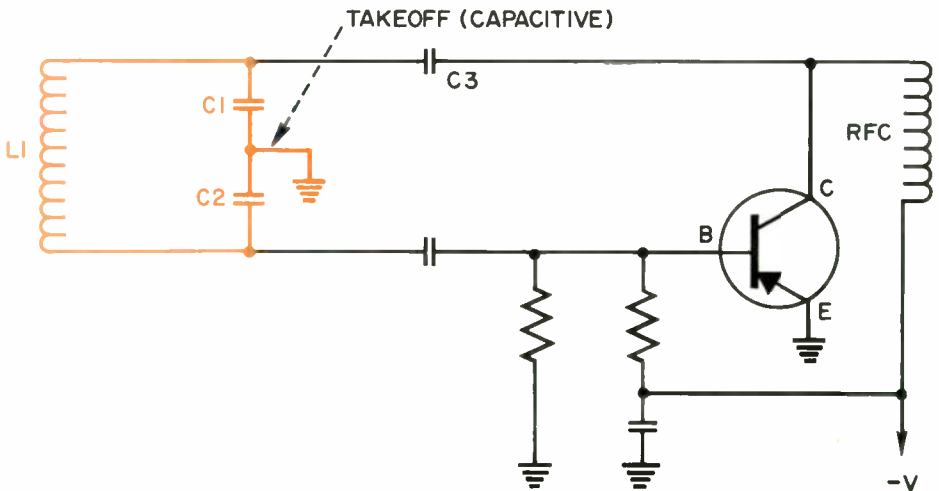 TAKEOFF (CAPACITIVE)
C3
C1
RFC
L1
C2
C
B
E
-V